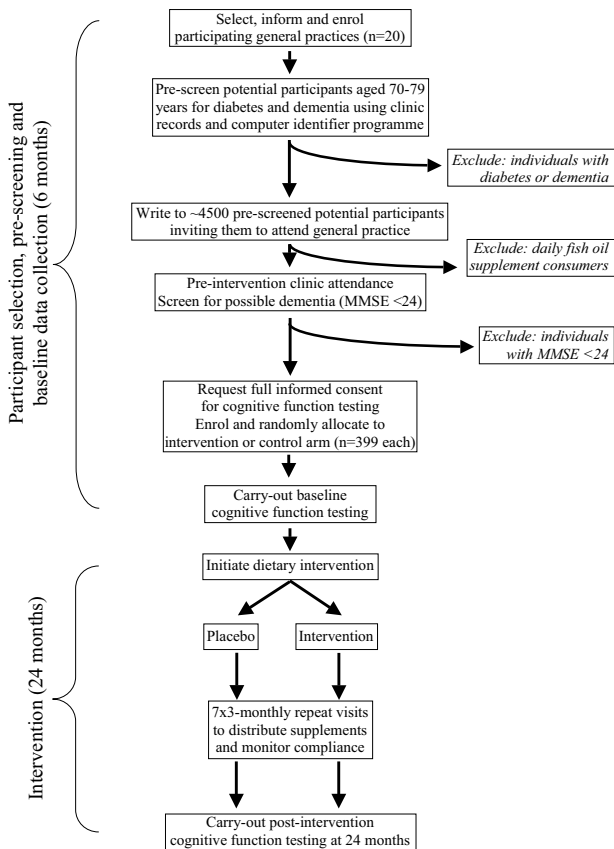 Select, inform and enrol
participating general practices (n=20)
Pre-screen potential participants aged 70-79
years for diabetes and dementia using clinic
records and computer identifier programme
Exclude: individuals with
diabetes or dementia
Write to ~4500 pre-screened potential participants
inviting them to attend general practice
Exclude: daily fish oil
supplement consumers
Pre-intervention clinic attendance
Screen for possible dementia (MMSE <24)
Exclude: individuals
with MMSE <24
Request full informed consent
for cognitive function testing
Enrol and randomly allocate to
intervention or control arm (n=399 each)
Carry-out baseline
cognitive function testing
Participant selection, pre-screening and
baseline data collection (6 months)
Initiate dietary intervention
Placebo
Intervention
7x3-monthly repeat visits
to distribute supplements
and monitor compliance
Carry-out post-intervention
cognitive function testing at 24 months
Intervention (24 months)